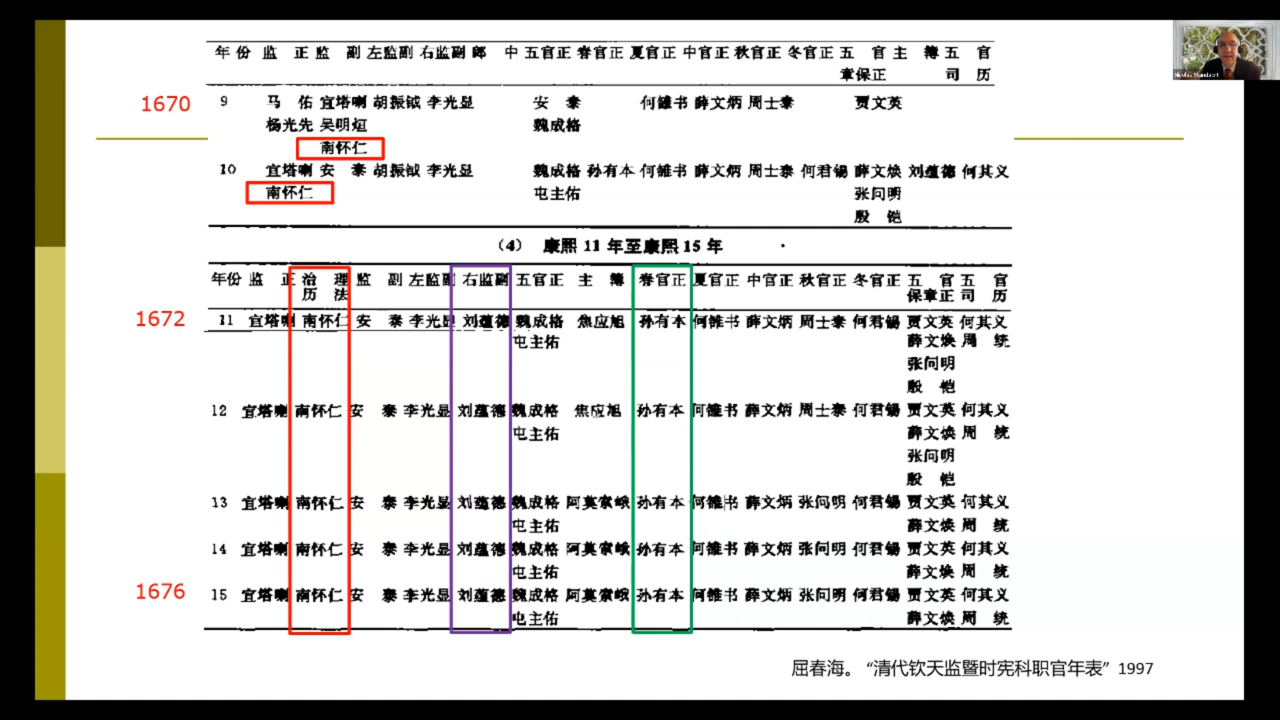 年份 监正 监副 左监副 右监副 郎中 五官正 春官正 夏官正 中官正 秋官正 冬官正 五官 主簿 五官
章保正 司历
1670 9 马佑 宜塔喇 胡振钺 李光显 安泰 何雒书 薛文炳 周士泰 贾文英
杨光先 吴明烜 魏成格
南怀仁
10 宜塔喇 安泰 胡振钺 李光显 魏成格 孙有本 何雒书 薛文炳 周士泰 何君锡 薛文焕 刘蕴德 何其义
南怀仁 屯主佑 张问明
殷铠
(4) 康熙 11 年至康熙 15 年
年份 监正 治理 监副 左监副 右监副 五官正 主簿 春官正 夏官正 中官正 秋官正 冬官正 五官 五官
历法 保章正 司历
1672 11 宜塔喇 南怀仁 安泰 李光显 刘蕴德 魏成格 焦应旭 孙有本 何雒书 薛文炳 周士泰 何君锡 贾文英 何其义
屯主佑 薛文焕 周统
张问明
殷铠
12 宜塔喇 南怀仁 安泰 李光显 刘蕴德 魏成格 焦应旭 孙有本 何雒书 薛文炳 周士泰 何君锡 贾文英 何其义
屯主佑 薛文焕 周统
张问明
殷铠
13 宜塔喇 南怀仁 安泰 李光显 刘蕴德 魏成格 阿莫索峨 孙有本 何雒书 薛文炳 张问明 何君锡 贾文英 何其义
屯主佑 薛文焕 周统
14 宜塔喇 南怀仁 安泰 李光显 刘蕴德 魏成格 阿莫索峨 孙有本 何雒书 薛文炳 张问明 何君锡 贾文英 何其义
屯主佑 薛文焕 周统
1676 15 宜塔喇 南怀仁 安泰 李光显 刘蕴德 魏成格 阿莫索峨 孙有本 何雒书 薛文炳 张问明 何君锡 贾文英 何其义
屯主佑 薛文焕 周统
屈春海。“清代钦天监暨时宪科职官年表” 1997
Nicolas Standaert